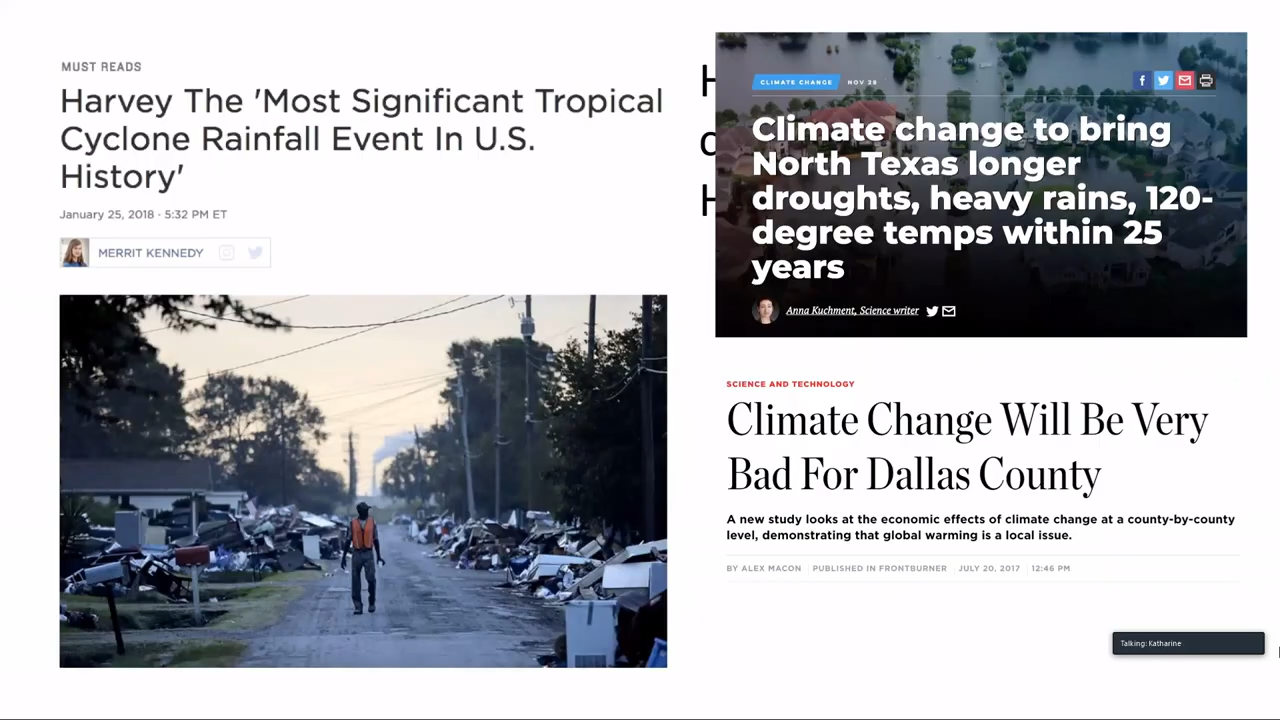 MUST READS
Harvey The 'Most Significant Tropical
Cyclone Rainfall Event In U.S.
History'
January 25, 2018 · 5:32 PM ET
MERRIT KENNEDY
CLIMATE CHANGE NOV 28
Climate change to bring
North Texas longer
droughts, heavy rains, 120-
degree temps within 25
years
Anna Kuchment, Science writer
SCIENCE AND TECHNOLOGY
Climate Change Will Be Very
Bad For Dallas County
A new study looks at the economic effects of climate change at a county-by-county
level, demonstrating that global warming is a local issue.
BY ALEX MACON PUBLISHED IN FRONTBURNER JULY 20, 2017 12:46 PM
Talking: Katharine